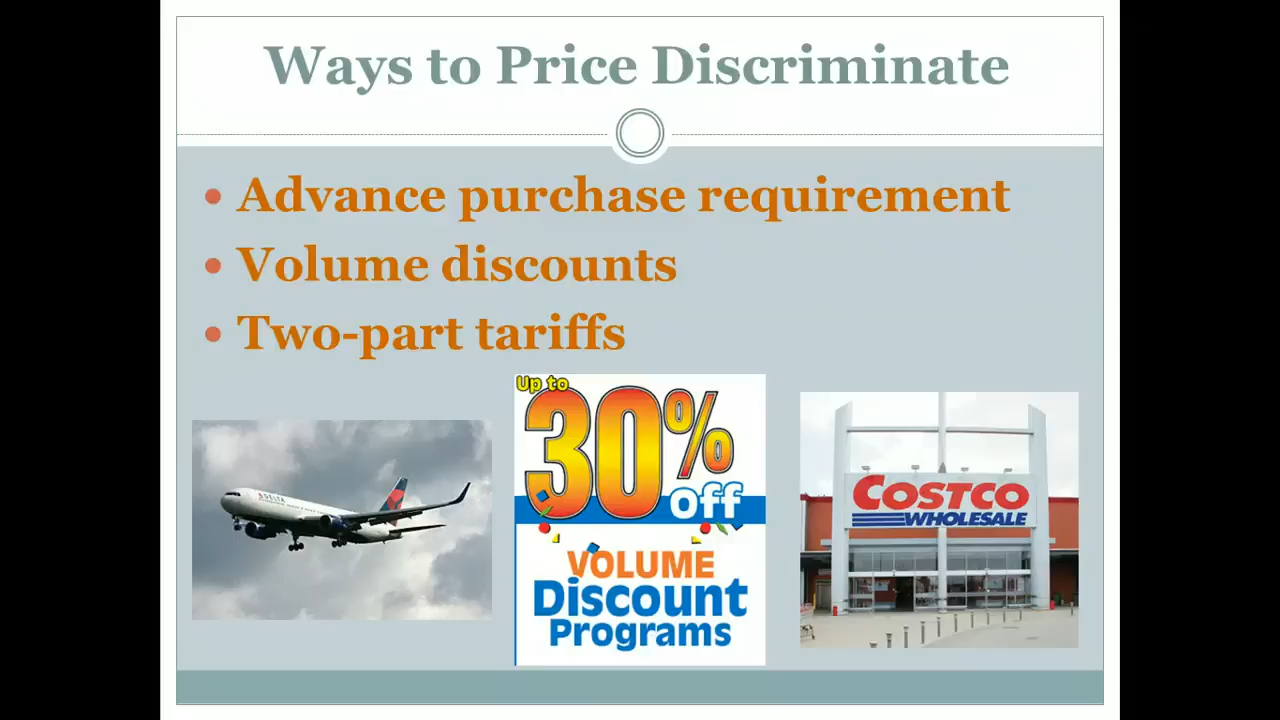 Ways to Price Discriminate
• Advance purchase requirement
• Volume discounts
• Two-part tariffs
DELTA
Up to
30%
Off
VOLUME
Discount
Programs
COSTCO
WHOLESALE